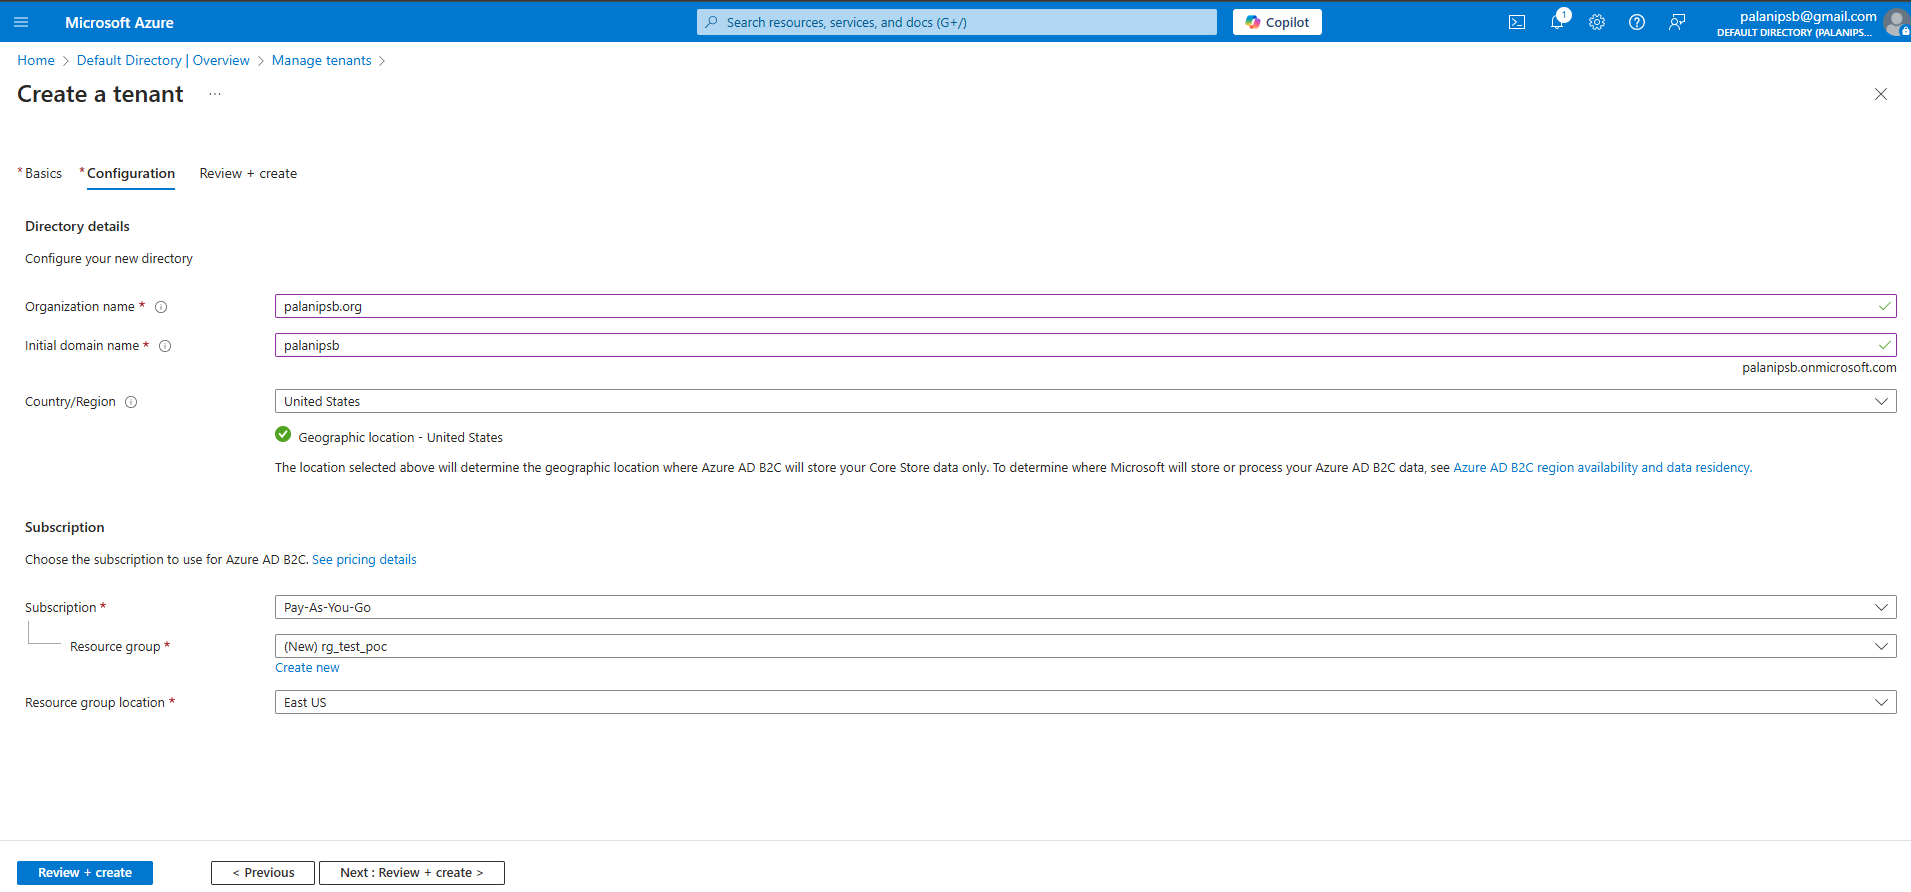 Microsoft Azure
Search resources, services, and docs (G+/)
Copilot
1
palanipsb@gmail.com
DEFAULT DIRECTORY (PALANIPS...
Home > Default Directory | Overview > Manage tenants >
Create a tenant ...
* Basics * Configuration Review + create
Directory details
Configure your new directory
Organization name * palanipsb.org
Initial domain name * palanipsb
palanipsb.onmicrosoft.com
Country/Region United States
Geographic location - United States
The location selected above will determine the geographic location where Azure AD B2C will store your Core Store data only. To determine where Microsoft will store or process your Azure AD B2C data, see Azure AD B2C region availability and data residency.
Subscription
Choose the subscription to use for Azure AD B2C. See pricing details
Subscription * Pay-As-You-Go
Resource group * (New) rg_test_poc
Create new
Resource group location * East US
Review + create < Previous Next : Review + create >